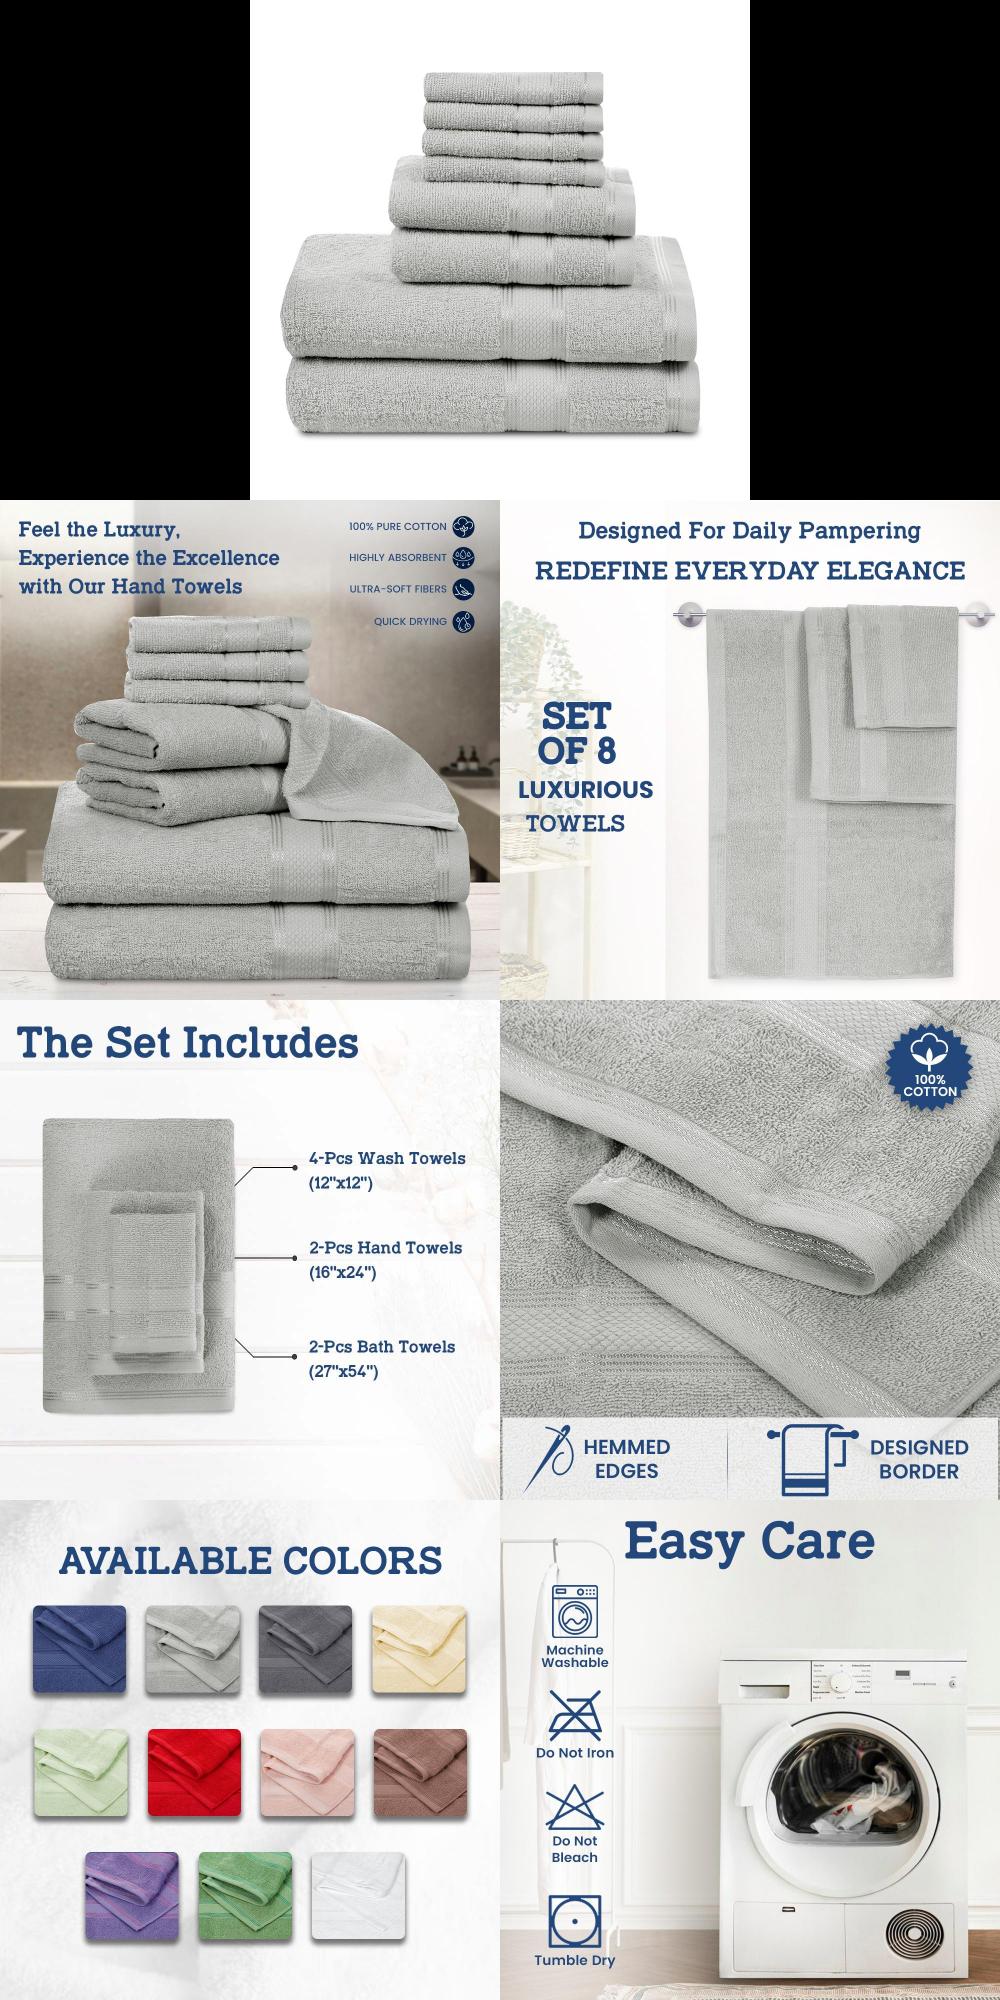 Feel the Luxury,
Experience the Excellence
with Our Hand Towels
100% PURE COTTON
HIGHLY ABSORBENT
ULTRA-SOFT FIBERS
QUICK DRYING
Designed For Daily Pampering
REDEFINE EVERYDAY ELEGANCE
SET
OF 8
LUXURIOUS
TOWELS
The Set Includes
4-Pcs Wash Towels
(12"x12")
2-Pcs Hand Towels
(16"x24")
2-Pcs Bath Towels
(27"x54")
100%
COTTON
HEMMED
EDGES
DESIGNED
BORDER
AVAILABLE COLORS
Easy Care
Machine
Washable
Do Not Iron
Do Not
Bleach
Tumble Dry